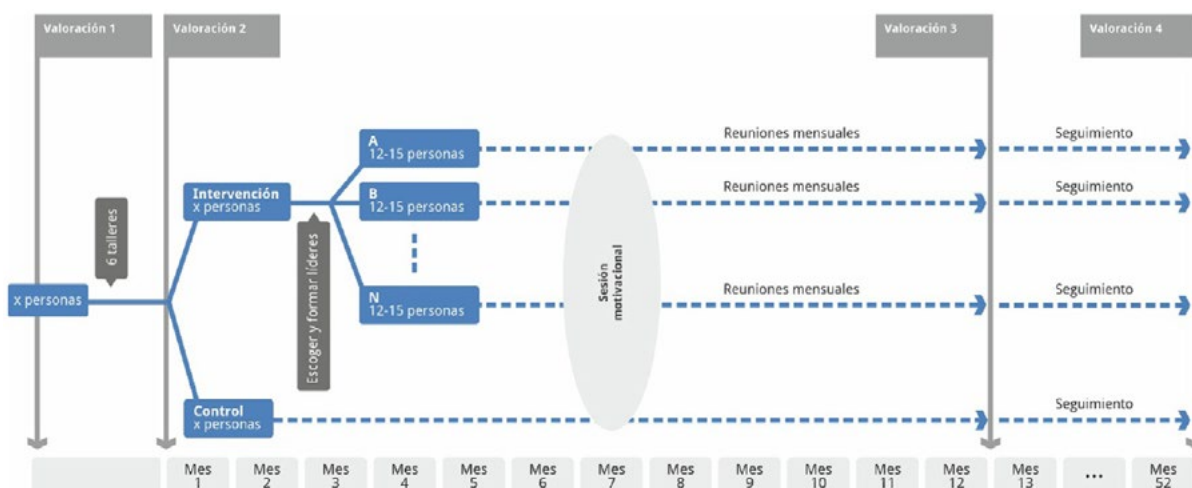 Valoración 1
Valoración 2
Valoración 3
Valoración 4
A
12-15 personas
Reuniones mensuales
Seguimiento
Intervención
x personas
B
12-15 personas
Reuniones mensuales
Seguimiento
6 talleres
Escoger y formar líderes
Sesión
motivacional
x personas
N
12-15 personas
Reuniones mensuales
Seguimiento
Control
x personas
Seguimiento
Mes
1
Mes
2
Mes
3
Mes
4
Mes
5
Mes
6
Mes
7
Mes
8
Mes
9
Mes
10
Mes
11
Mes
12
Mes
13
...
Mes
52